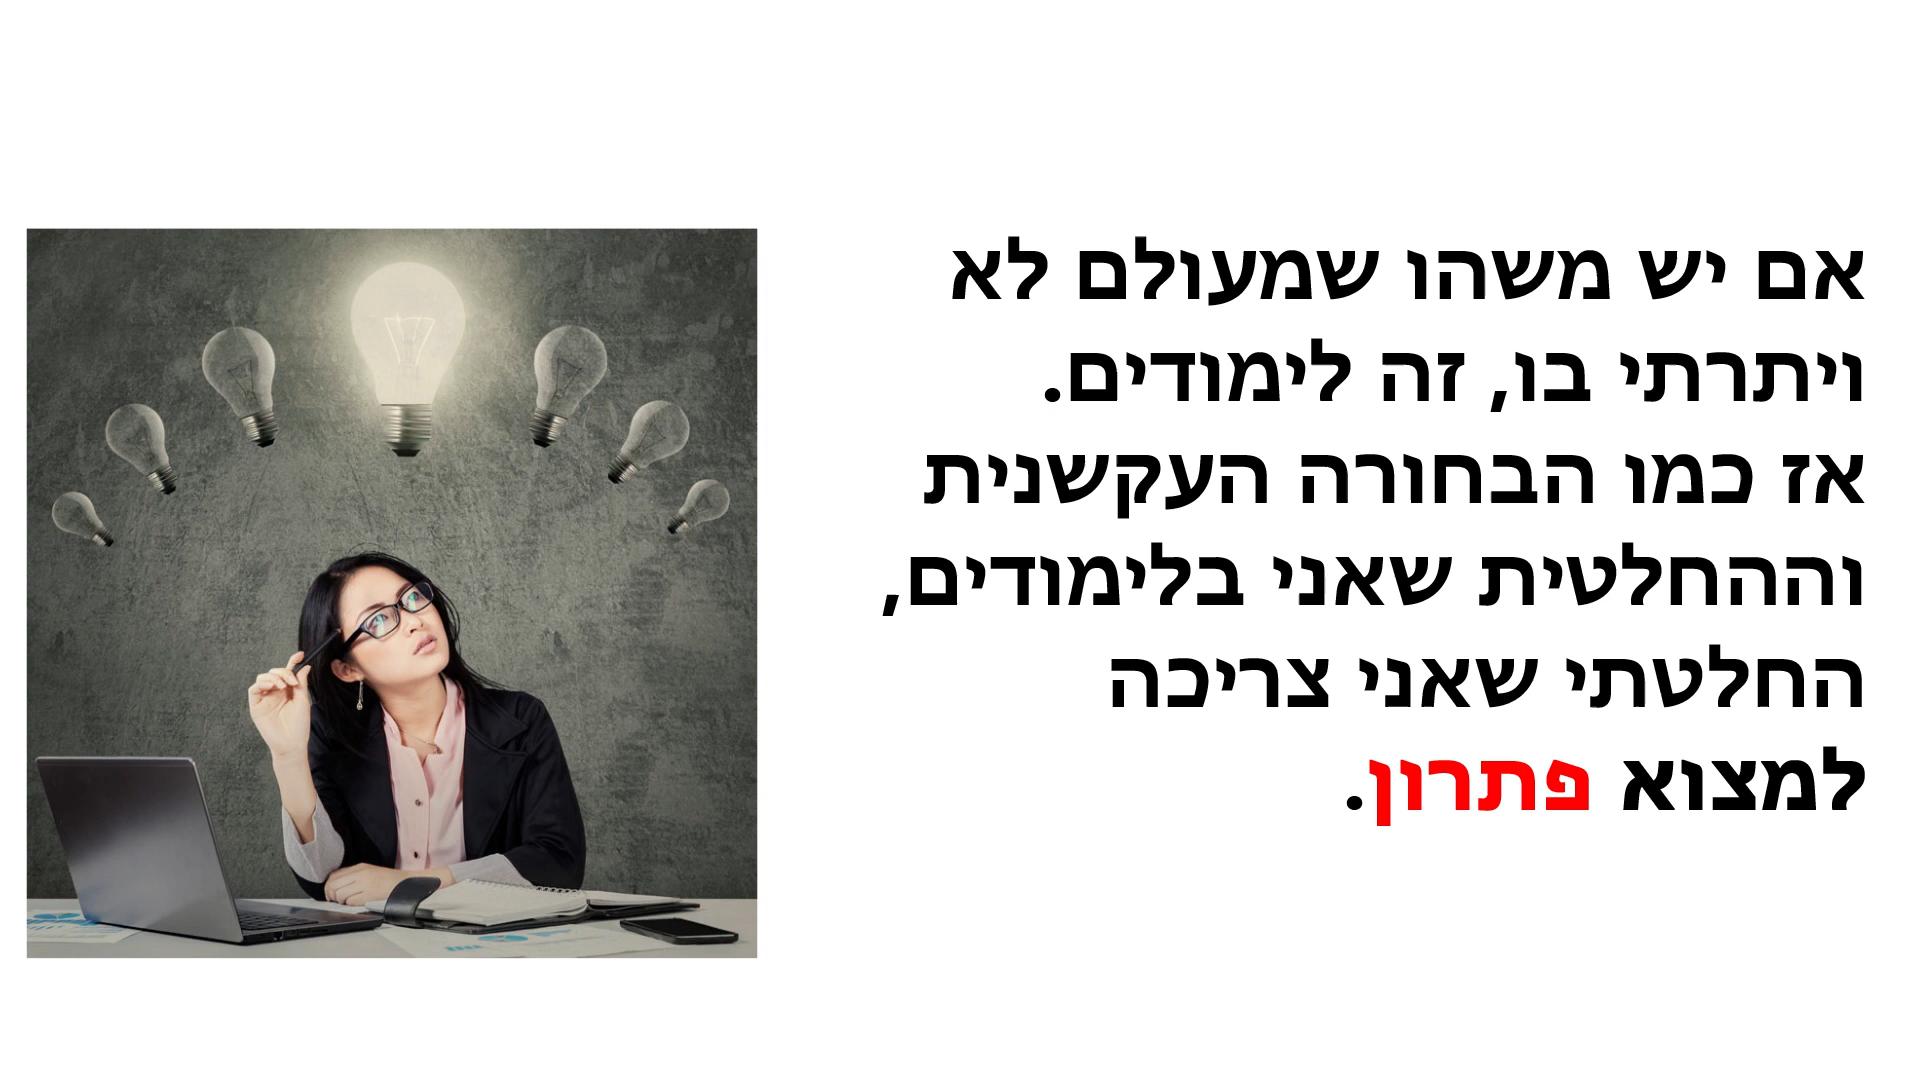 אם יש משהו שמעולם לא
ויתרתי בו, זה לימודים.
אז כמו הבחורה העקשנית
וההחלטית שאני בלימודים,
החלטתי שאני צריכה
למצוא פתרון.